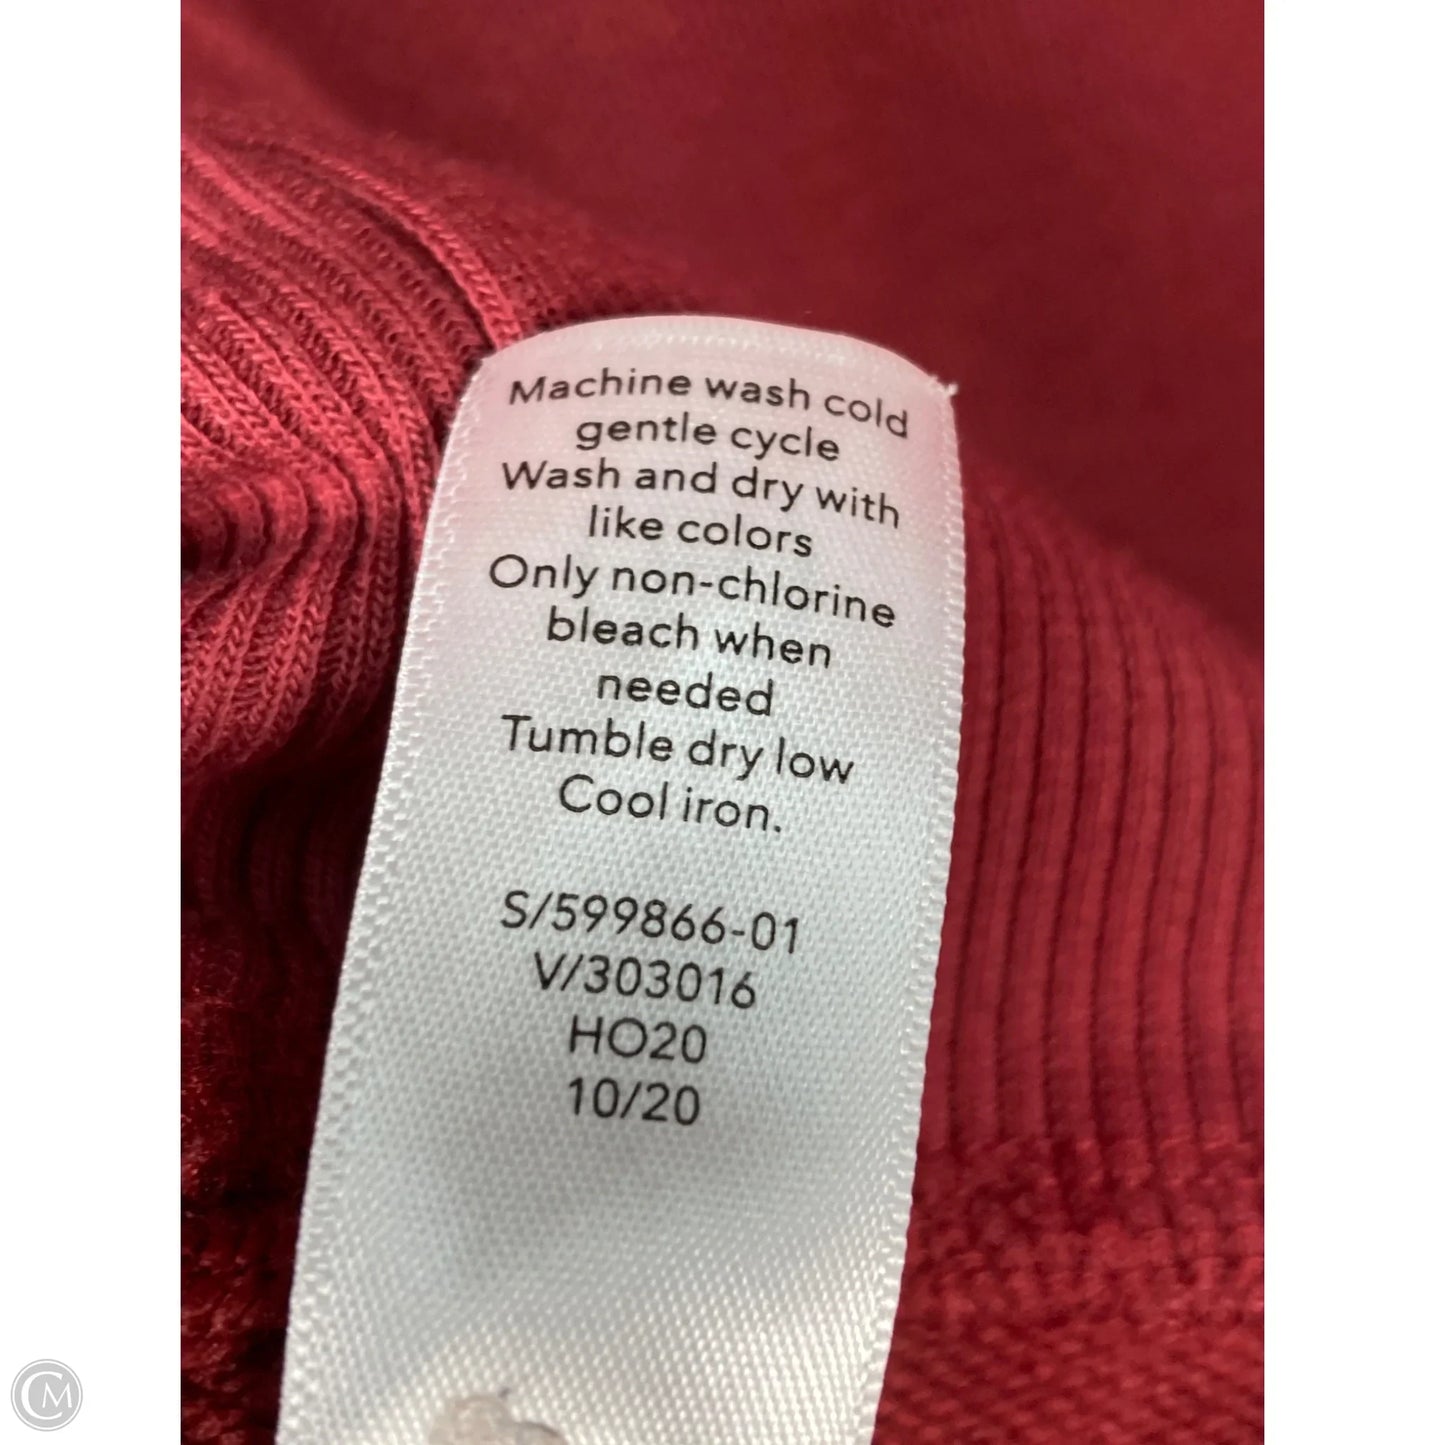 Machine wash cold
gentle cycle
Wash and dry with
like colors
Only non-chlorine
bleach when
needed
Tumble dry low
Cool iron.
S/599866-01
V/303016
HO20
10/20
CM